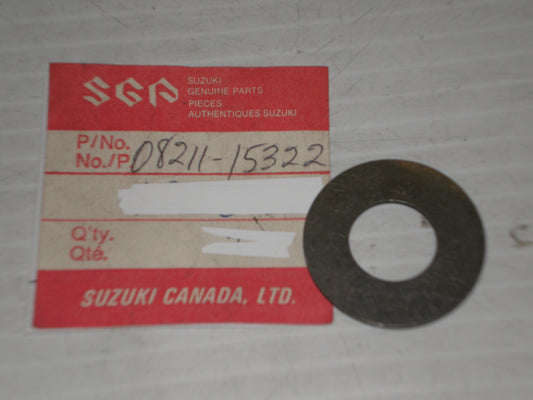 SGP
SUZUKI
GENUINE PARTS
PIECES
AUTHENTIQUES SUZUKI
P/No.
No./P 08211-15322
Q'ty.
Qté.
SUZUKI CANADA, LTD.